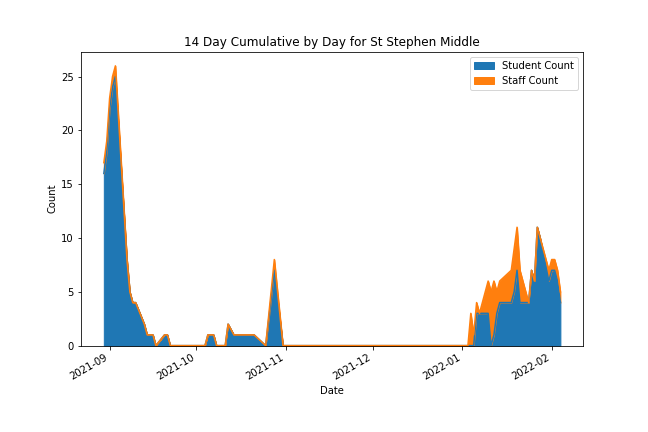 14 Day Cumulative by Day for St Stephen Middle
Student Count
Staff Count
25
20
15
10
5
0
Count
2021-09
2021-10
2021-11
2021-12
2022-01
2022-02
Date